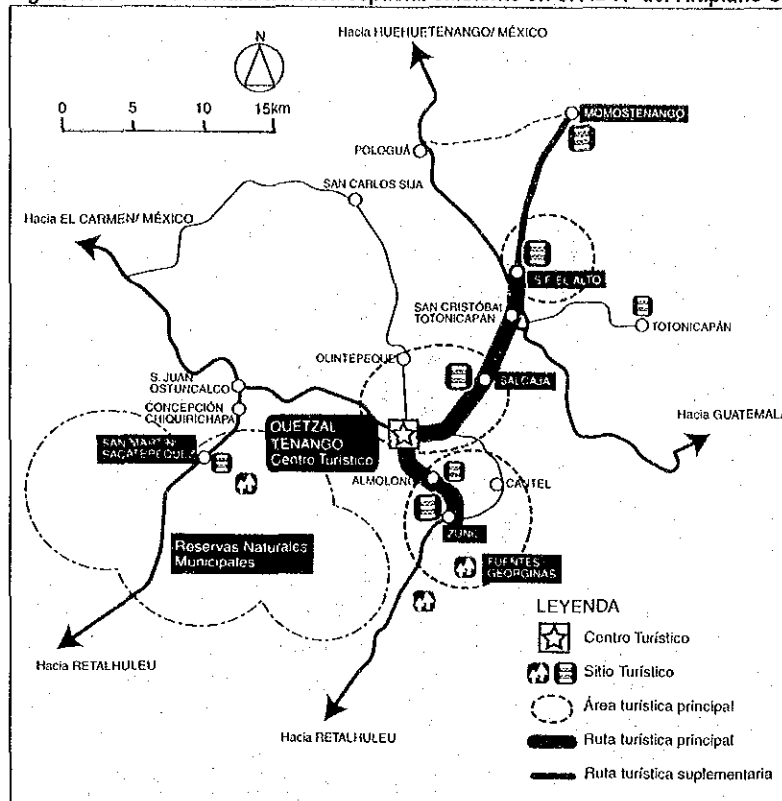 Hacia HUEHUETENANGO/ MÉXICO
N
0 5 10 15km
MOMOSTENANGO
POLOGUÁ
SAN CARLOS SIJA
Hacia EL CARMEN/ MÉXICO
S.F. EL ALTO
SAN CRISTÓBAL
TOTONICAPÁN
TOTONICAPÁN
OLINTEPEQUE
S. JUAN
OSTUNCALCO
SALCAJA
CONCEPCIÓN
CHIQUIRICHAPA
Hacia GUATEMALA
QUETZAL
TENANGO
Centro Turístico
SAN MARTIN
SACATEPEQUEZ
ALMOLONG
CANTEL
ZUNIL
Reservas Naturales
Municipales
FUENTES
GEORGINAS
LEYENDA
Centro Turístico
Sitio Turístico
Área turística principal
Ruta turística principal
Ruta turística suplementaria
Hacia RETALHULEU
Hacia RETALHULEU